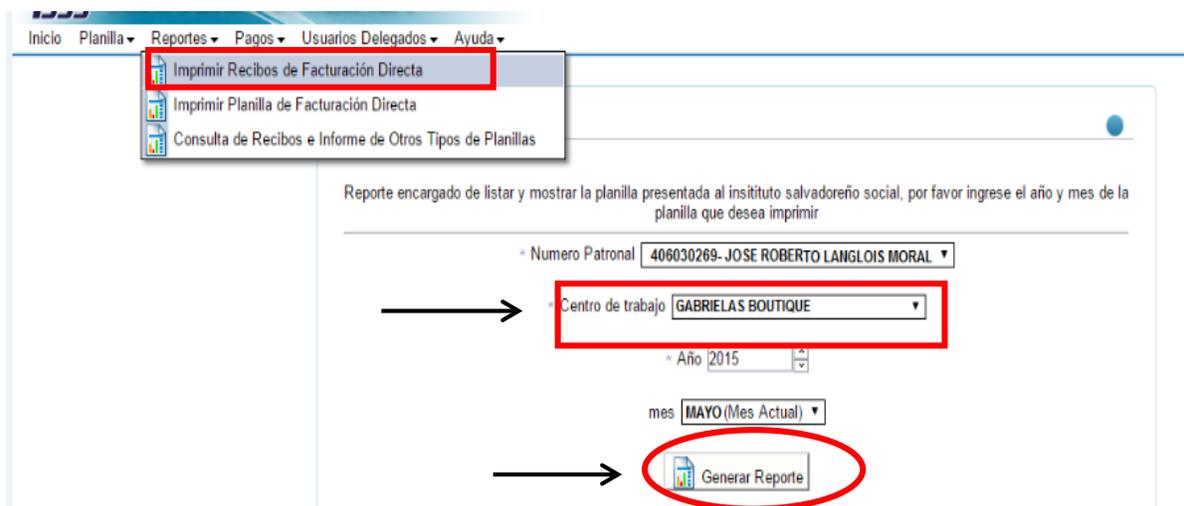 Inicio Planilla Reportes Pagos Usuarios Delegados Ayuda
Imprimir Recibos de Facturación Directa
Imprimir Planilla de Facturación Directa
Consulta de Recibos e Informe de Otros Tipos de Planillas
Reporte encargado de listar y mostrar la planilla presentada al insitituto salvadoreño social, por favor ingrese el año y mes de la
planilla que desea imprimir
* Numero Patronal 406030269- JOSE ROBERTO LANGLOIS MORAL
* Centro de trabajo GABRIELAS BOUTIQUE
* Año 2015
mes MAYO (Mes Actual)
Generar Reporte